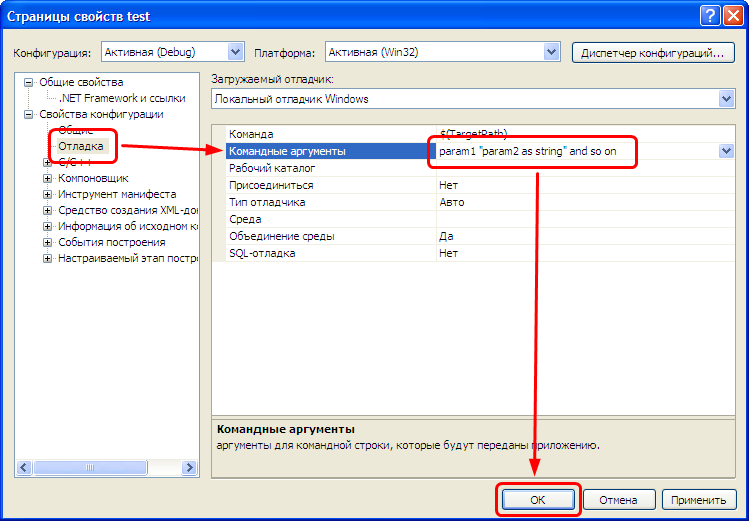 Страницы свойств test
Конфигурация: Активная (Debug) Платформа: Активная (Win32) Диспетчер конфигураций...
Загружаемый отладчик:
Локальный отладчик Windows
Общие свойства
.NET Framework и ссылки
Свойства конфигурации
Общие
Отладка
C/C++
Компоновщик
Инструмент манифеста
Средство создания XML-док
Информация об исходном к
События построения
Настраиваемый этап постро
Команда $(TargetPath)
Командные аргументы param1 "param2 as string" and so on
Рабочий каталог
Присоединиться Нет
Тип отладчика Авто
Среда
Объединение среды Да
SQL-отладка Нет
Командные аргументы
аргументы для командной строки, которые будут переданы приложению.
ОК Отмена Применить